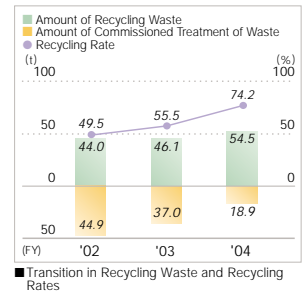 Amount of Recycling Waste
Amount of Commissioned Treatment of Waste
Recycling Rate
(t) (%)
100 100
74.2
55.5
49.5
50 50
44.0 46.1 54.5
0 0
44.9 37.0 18.9
50
(FY) '02 '03 '04
■Transition in Recycling Waste and Recycling
Rates